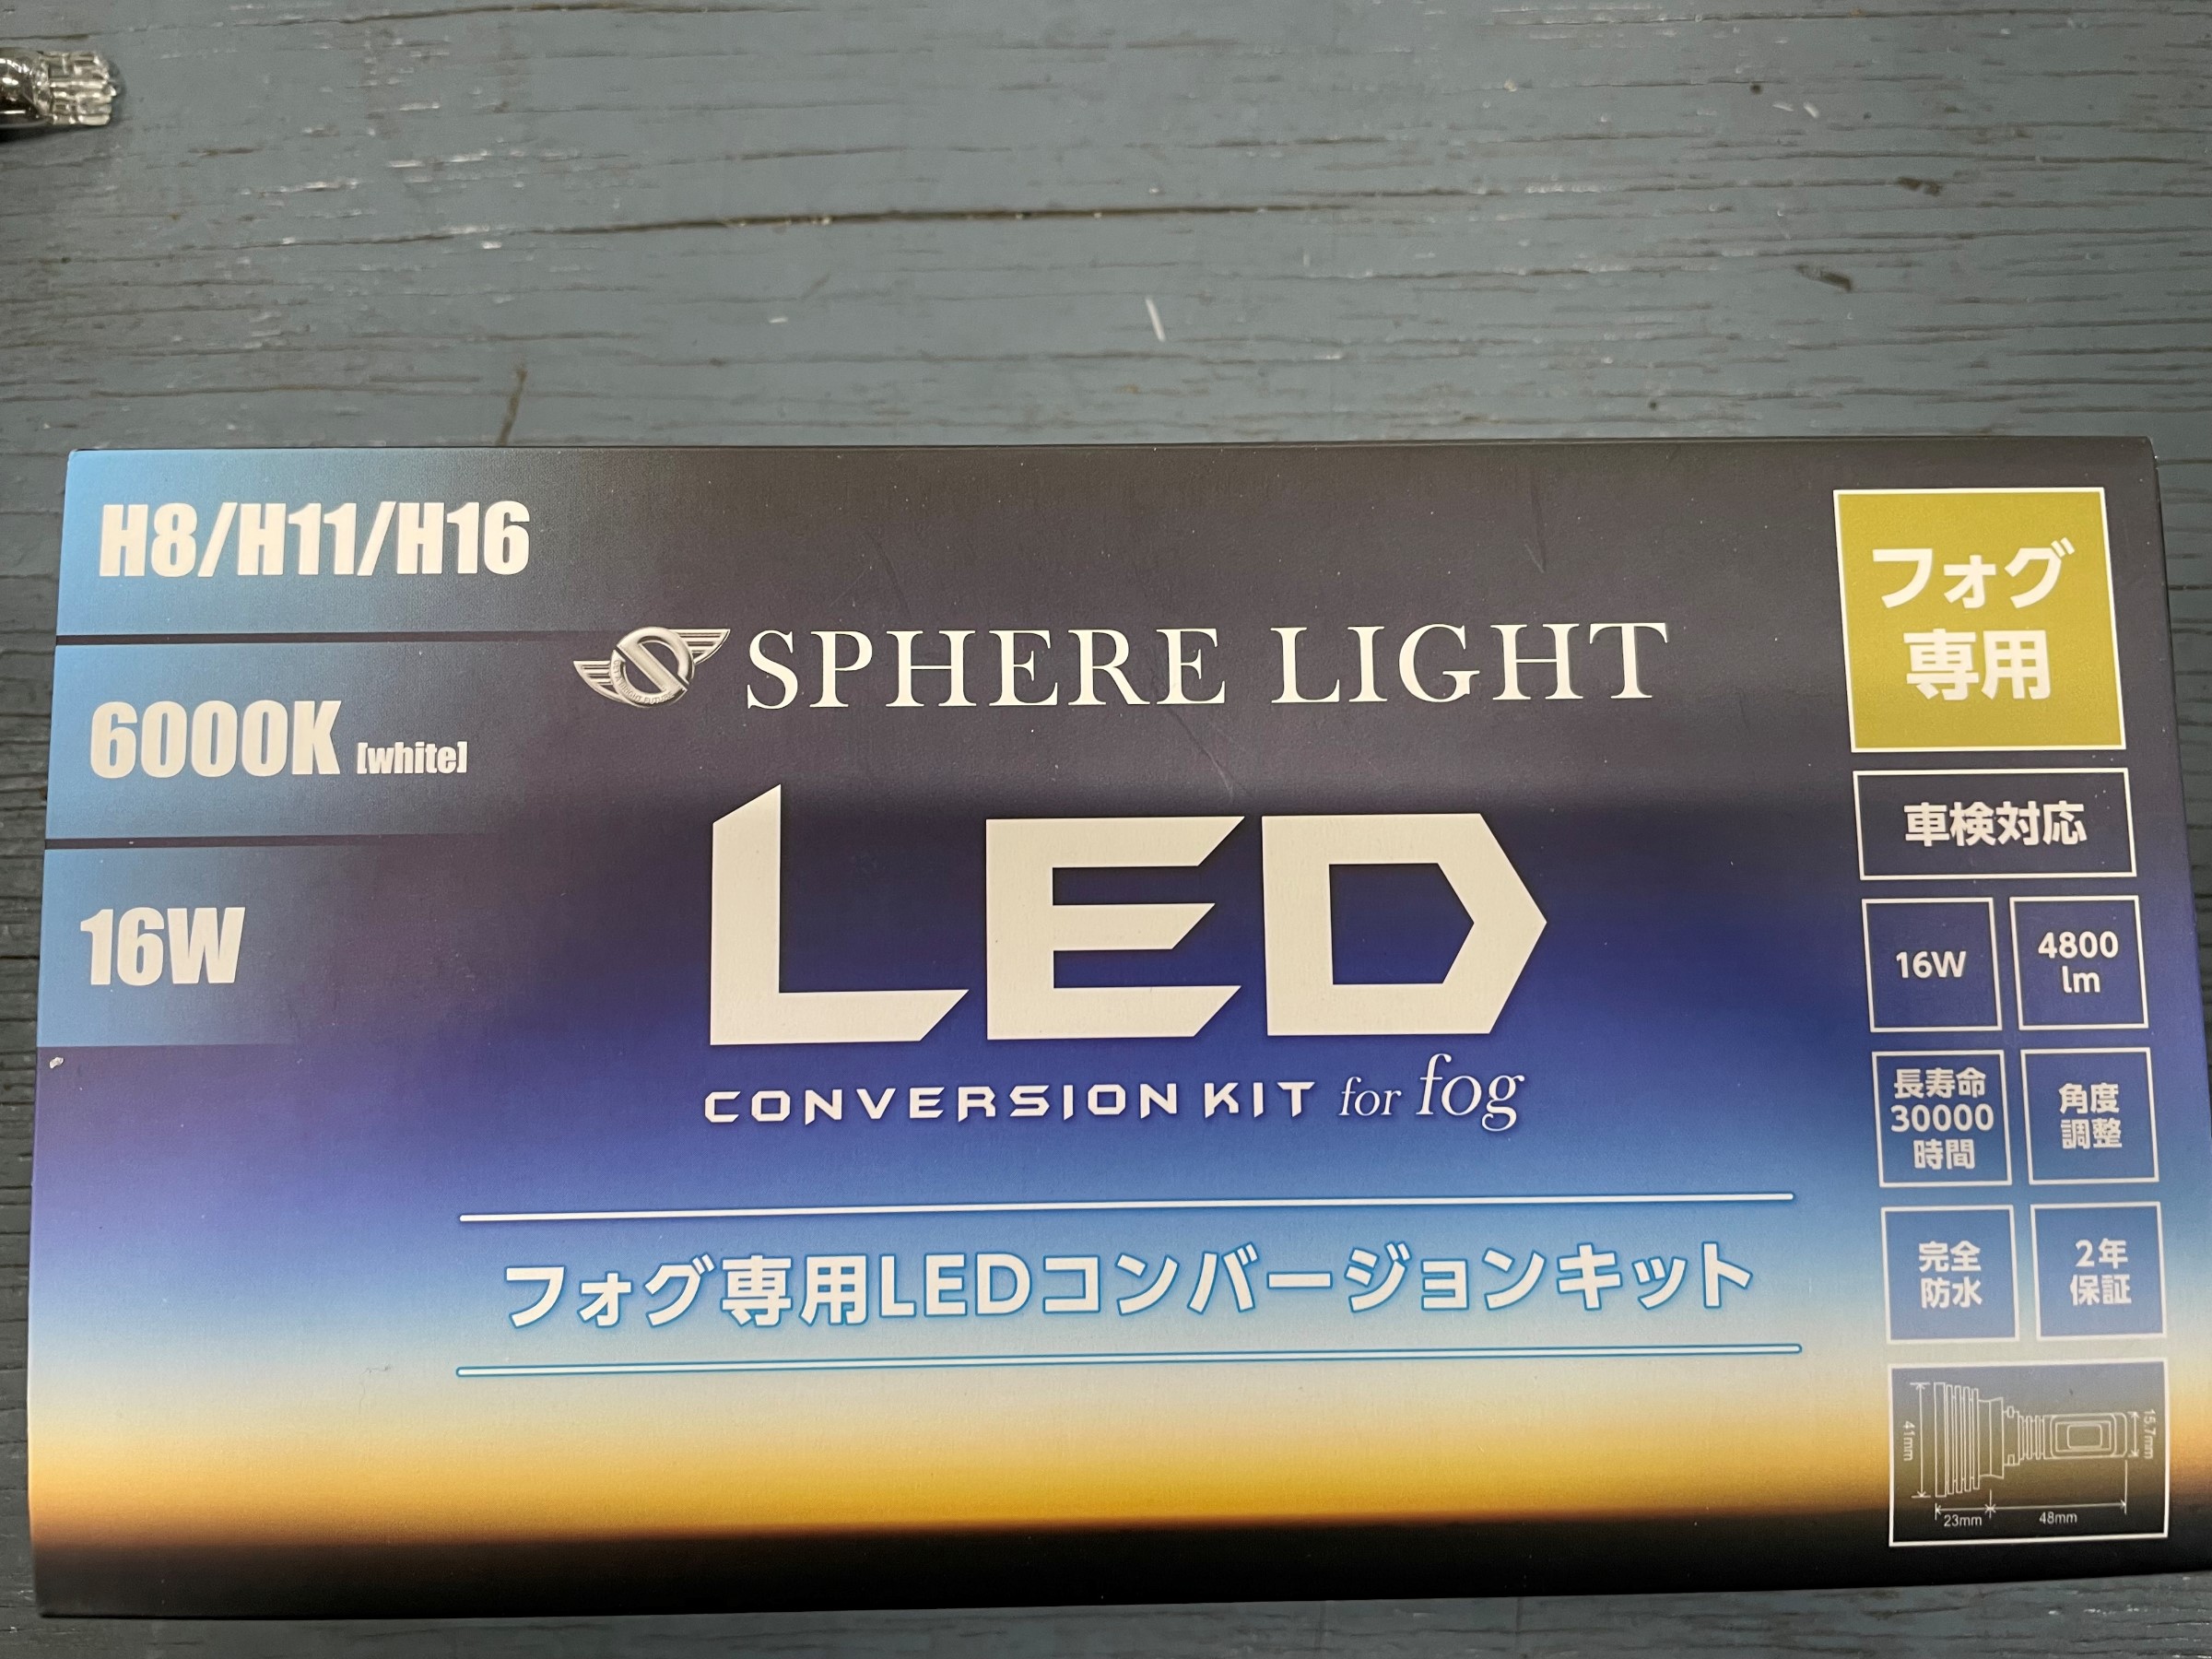 H8/H11/H16
6000K [white]
16W
SPHERE LIGHT
LED
CONVERSION KIT for fog
フォグ専用LEDコンバージョンキット
フォグ
専用
車検対応
16W
4800
lm
長寿命
30000
時間
角度
調整
完全
防水
2年
保証
41mm
15.7mm
23mm
48mm